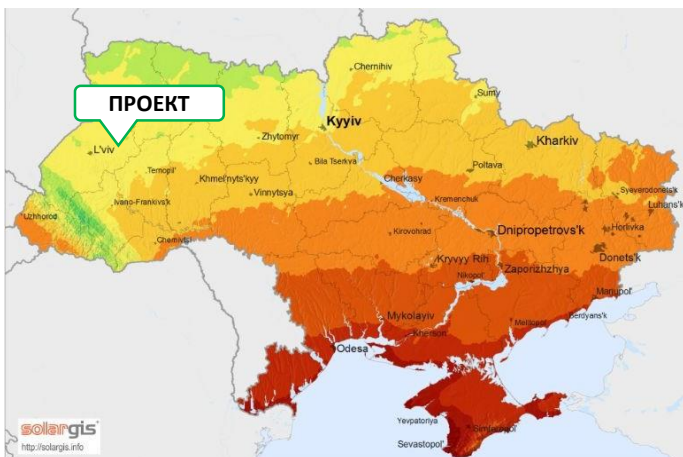 Chernihiv
ПРОЕКТ
Sumy
Kyyiv
Zhytomyr
Kharkiv
L'viv
Bila Tserkva
Poltava
Ternopil'
Khmel'nyts'kyy
Cherkasy
Syeverodonets'k
Vinnytsya
Kremenchuk
Luhans'k
Uzhhorod
Ivano-Frankivs'k
Dnipropetrovs'k
Horlivka
Kirovohrad
Chernivtsi
Donets'k
Kryvyy Rih
Zaporizhzhya
Nikopol'
Mariupol'
Mykolayiv
Melitopol'
Berdyans'k
Kherson
Odesa
Yevpatoriya
Simferopol'
solargis
Sevastopol'
http://solargis.info